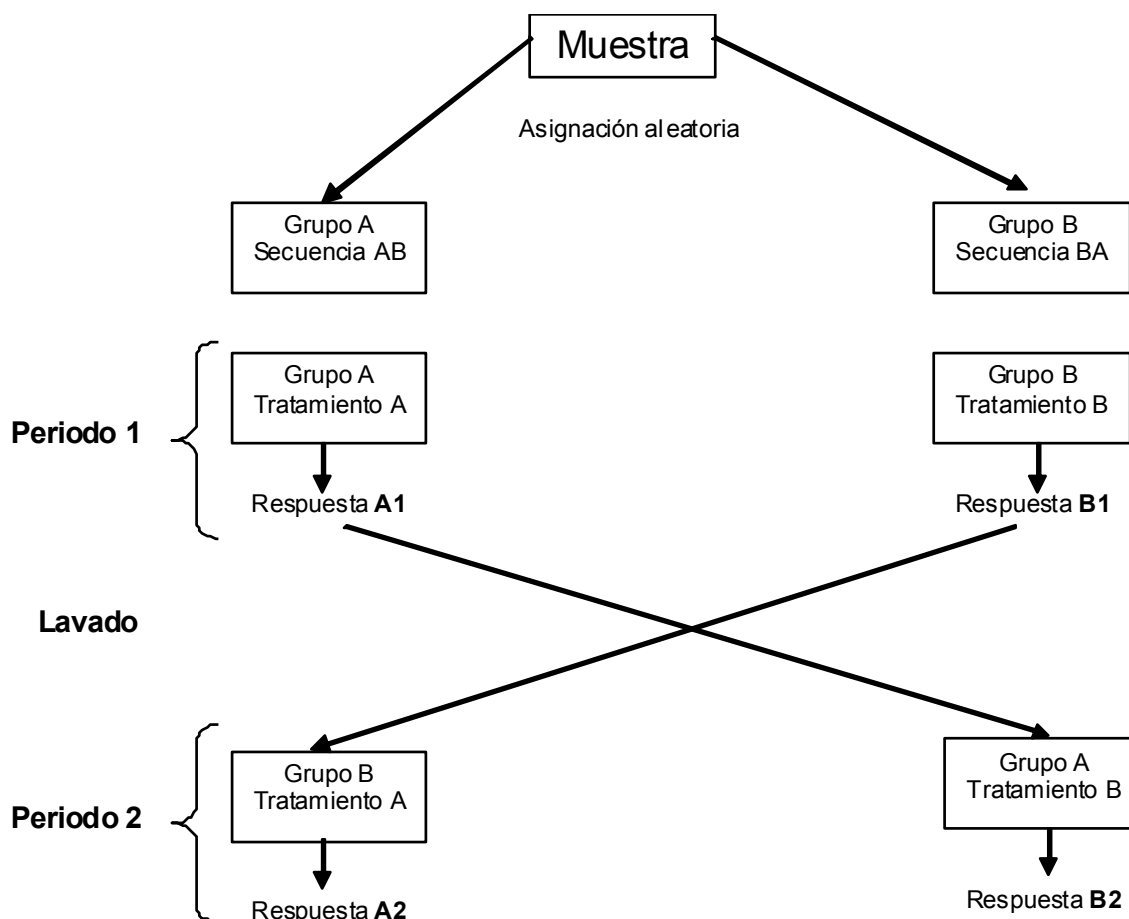 Muestra
Asignación aleatoria
Grupo A
Secuencia AB
Grupo B
Secuencia BA
Periodo 1
Grupo A
Tratamiento A
Respuesta A1
Grupo B
Tratamiento B
Respuesta B1
Lavado
Periodo 2
Grupo B
Tratamiento A
Respuesta A2
Grupo A
Tratamiento B
Respuesta B2